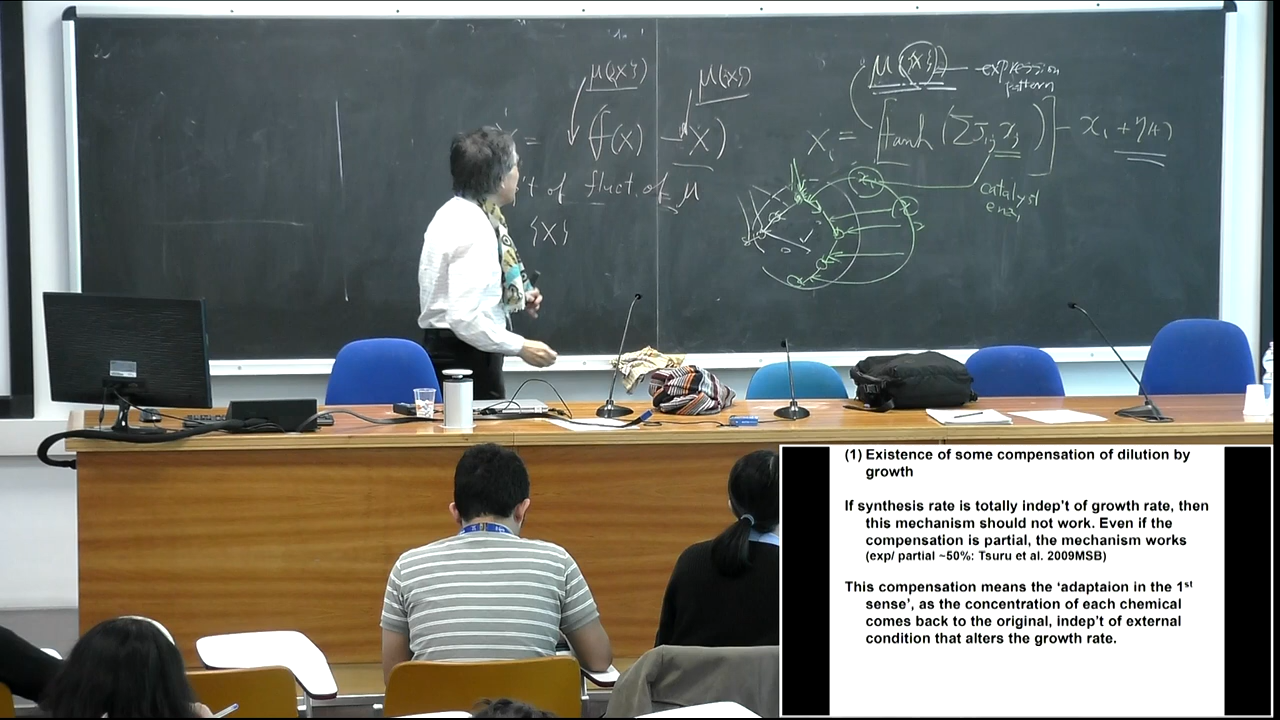 μ({x})
μ(x)
= f(x) - x)
t of fluct. of μ
{x}
μ({x}) — expression
pattern
ẋi = [tanh (ΣJij xj)] - xi + η(t)
catalyst
(1) Existence of some compensation of dilution by
growth
If synthesis rate is totally indep't of growth rate, then
this mechanism should not work. Even if the
compensation is partial, the mechanism works
(exp/ partial ~50%: Tsuru et al. 2009MSB)
This compensation means the 'adaptaion in the 1st
sense', as the concentration of each chemical
comes back to the original, indep't of external
condition that alters the growth rate.